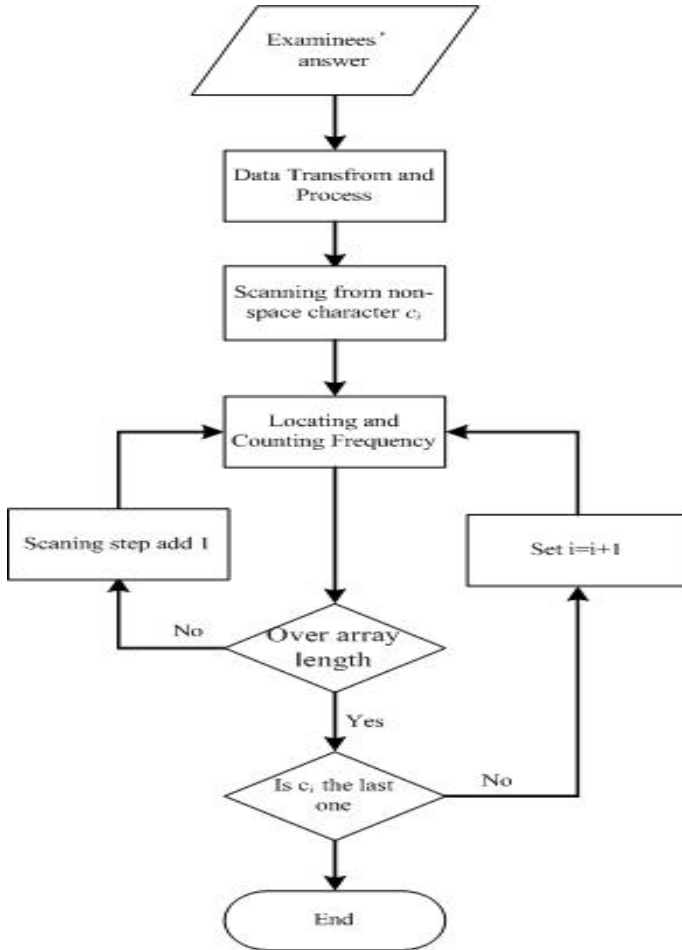 Examinees'
answer
Data Transfrom and
Process
Scanning from non-
space character cᵢ
Locating and
Counting Frequency
Scaning step add 1
Set i=i+1
No
Over array
length
Yes
Is cᵢ the last
one
No
End